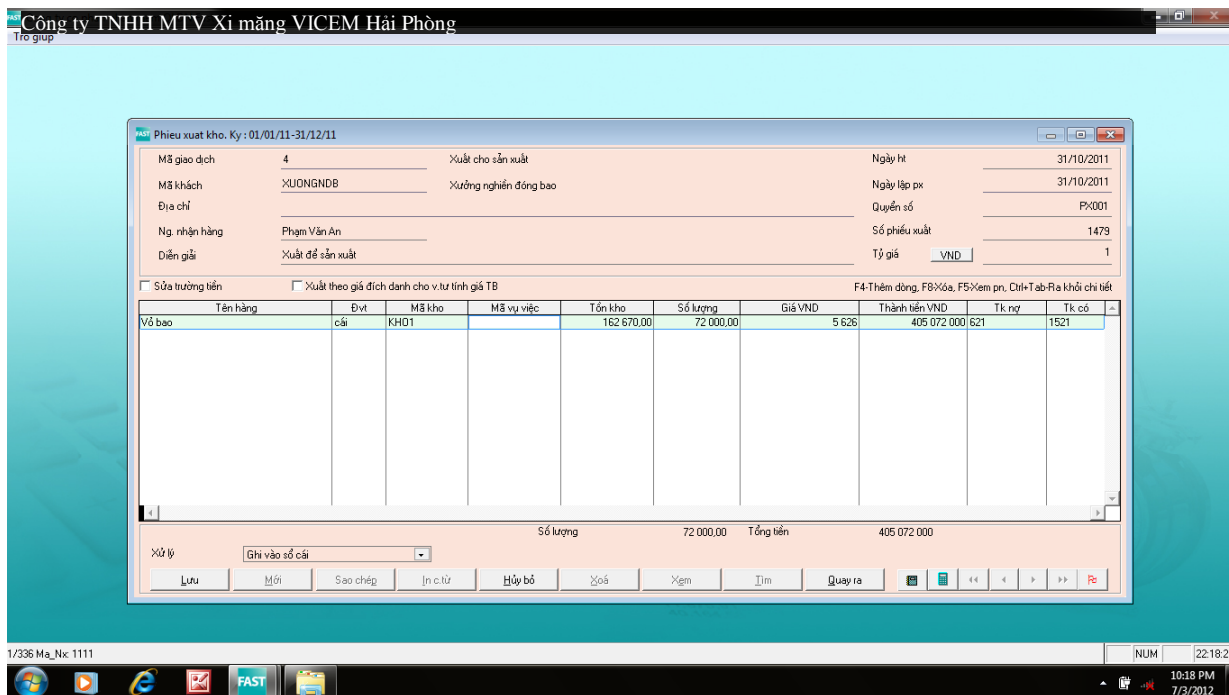 Công ty TNHH MTV Xi măng VICEM Hải Phòng
Trợ giúp
FAST Phieu xuat kho. Ky : 01/01/11-31/12/11
Mã giao dịch 4 Xuất cho sản xuất Ngày ht 31/10/2011
Mã khách XUONGNDB Xưởng nghiền đóng bao Ngày lập px 31/10/2011
Địa chỉ Quyển số PX001
Ng. nhận hàng Phạm Văn An Số phiếu xuất 1479
Diễn giải Xuất để sản xuất Tỷ giá VND 1
Sửa trường tiền Xuất theo giá đích danh cho v.tư tính giá TB F4-Thêm dòng, F8-Xóa, F5-Xem pn, Ctrl+Tab-Ra khỏi chi tiết
Tên hàng Đvt Mã kho Mã vụ việc Tồn kho Số lượng Giá VND Thành tiền VND Tk nợ Tk có
Vỏ bao cái KH01 162 670,00 72 000,00 5 626 405 072 000 621 1521
Số lượng 72 000,00 Tổng tiền 405 072 000
Xử lý Ghi vào sổ cái
Lưu Mới Sao chép In c.từ Hủy bỏ Xoá Xem Tìm Quay ra
1/336 Ma_Nx: 1111 NUM 22:18:2
FAST 10:18 PM
7/3/2012